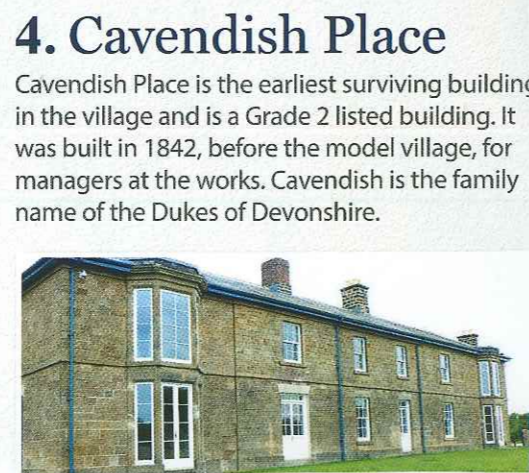 4. Cavendish Place
Cavendish Place is the earliest surviving building
in the village and is a Grade 2 listed building. It
was built in 1842, before the model village, for
managers at the works. Cavendish is the family
name of the Dukes of Devonshire.